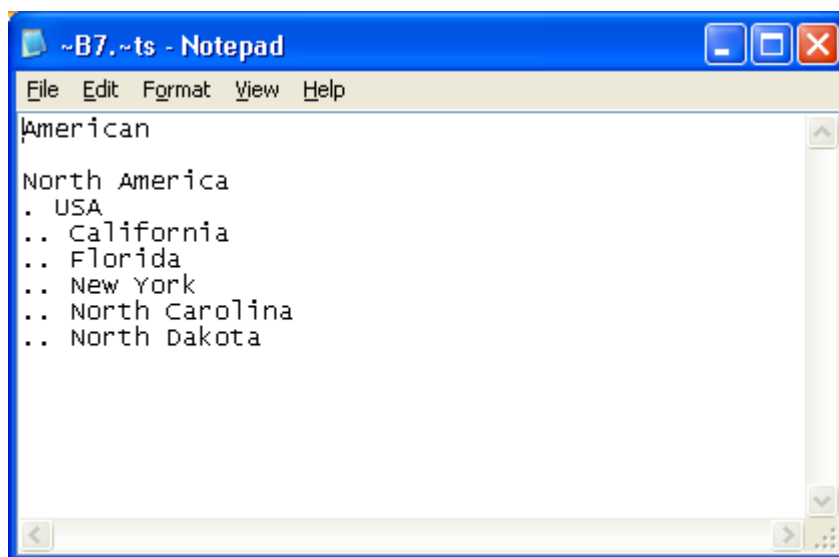 ~B7.~ts - Notepad
File Edit Format View Help
American
North America
. USA
.. California
.. Florida
.. New York
.. North Carolina
.. North Dakota